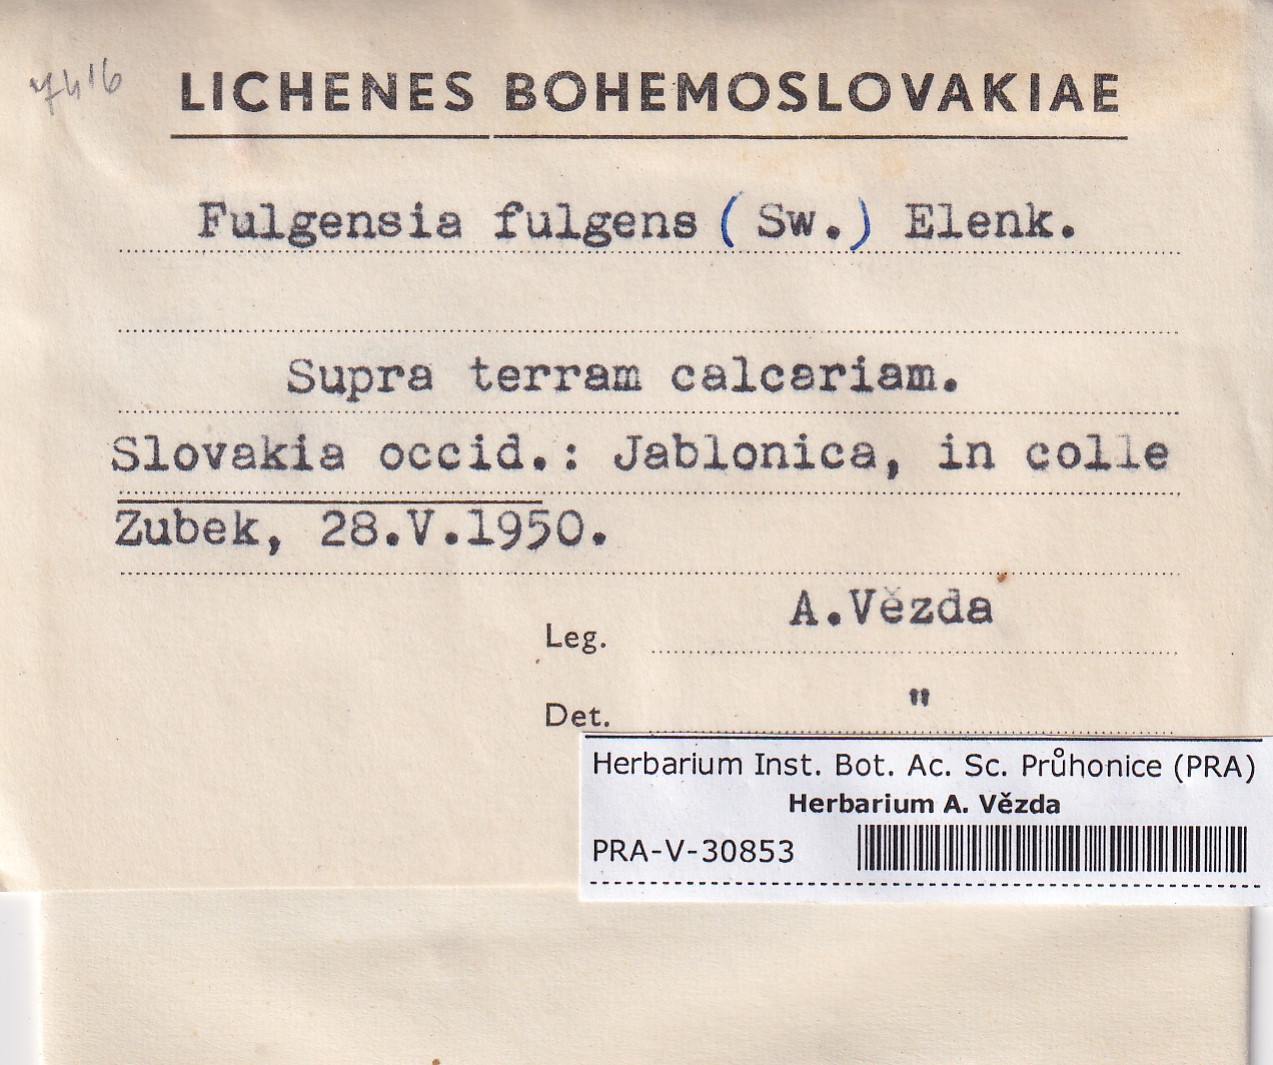 7416
LICHENES BOHEMOSLOVAKIAE
Fulgensia fulgens (Sw.) Elenk.
Supra terram calcariam.
Slovakia occid.: Jablonica, in colle
Zubek, 28.V.1950.
A.Vězda
Leg.
"
Det.
Herbarium Inst. Bot. Ac. Sc. Průhonice (PRA)
Herbarium A. Vězda
PRA-V-30853